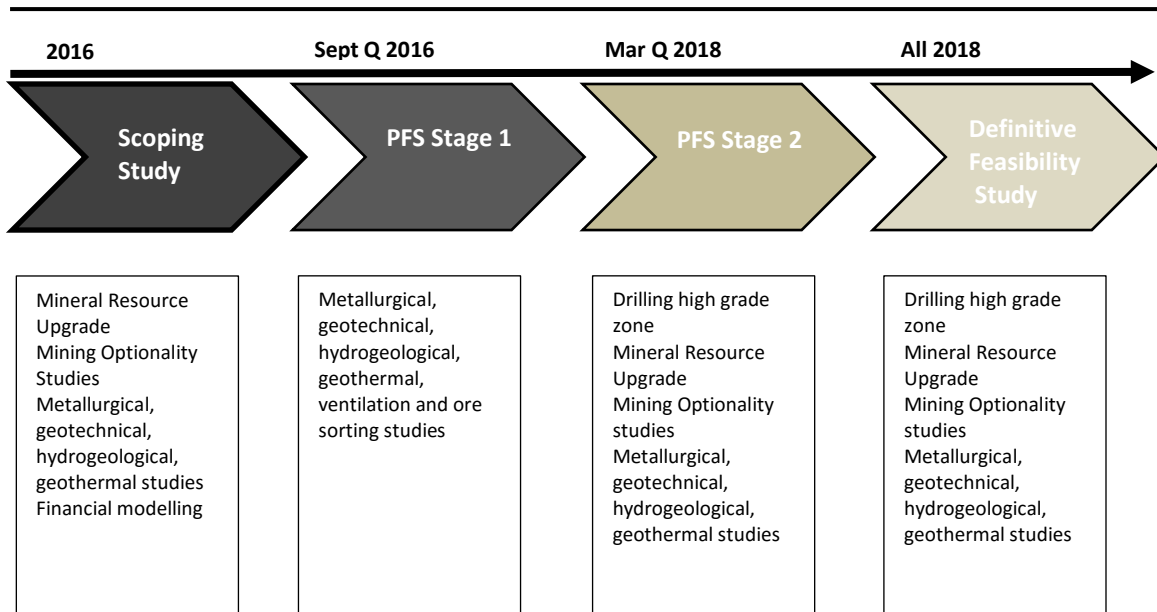 2016
Sept Q 2016
Mar Q 2018
All 2018
Scoping
Study
PFS Stage 1
PFS Stage 2
Definitive
Feasibility
Study
Mineral Resource
Upgrade
Mining Optionality
Studies
Metallurgical,
geotechnical,
hydrogeological,
geothermal studies
Financial modelling
Metallurgical,
geotechnical,
hydrogeological,
geothermal,
ventilation and ore
sorting studies
Drilling high grade
zone
Mineral Resource
Upgrade
Mining Optionality
studies
Metallurgical,
geotechnical,
hydrogeological,
geothermal studies
Drilling high grade
zone
Mineral Resource
Upgrade
Mining Optionality
studies
Metallurgical,
geotechnical,
hydrogeological,
geothermal studies